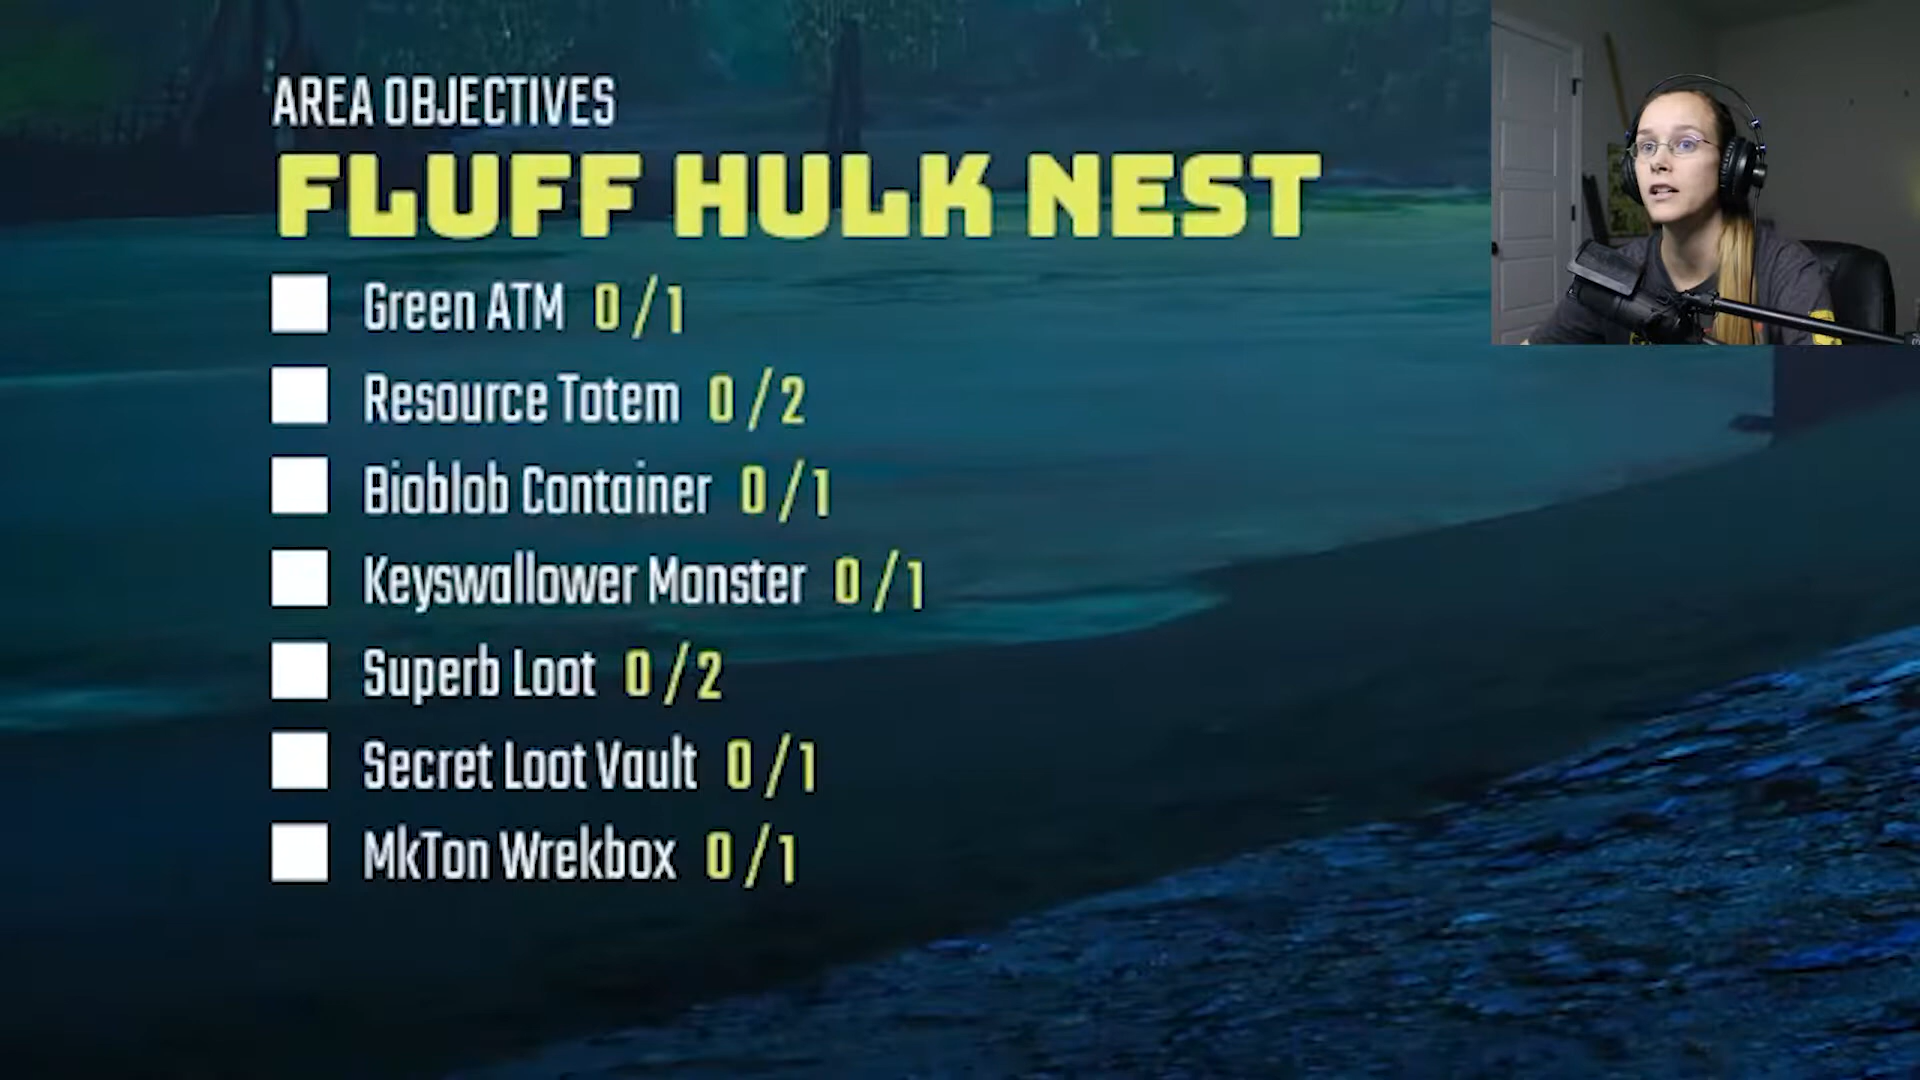 AREA OBJECTIVES
FLUFF HULK NEST
Green ATM 0/1
Resource Totem 0/2
Bioblob Container 0/1
Keyswallower Monster 0/1
Superb Loot 0/2
Secret Loot Vault 0/1
MkTon Wrekbox 0/1